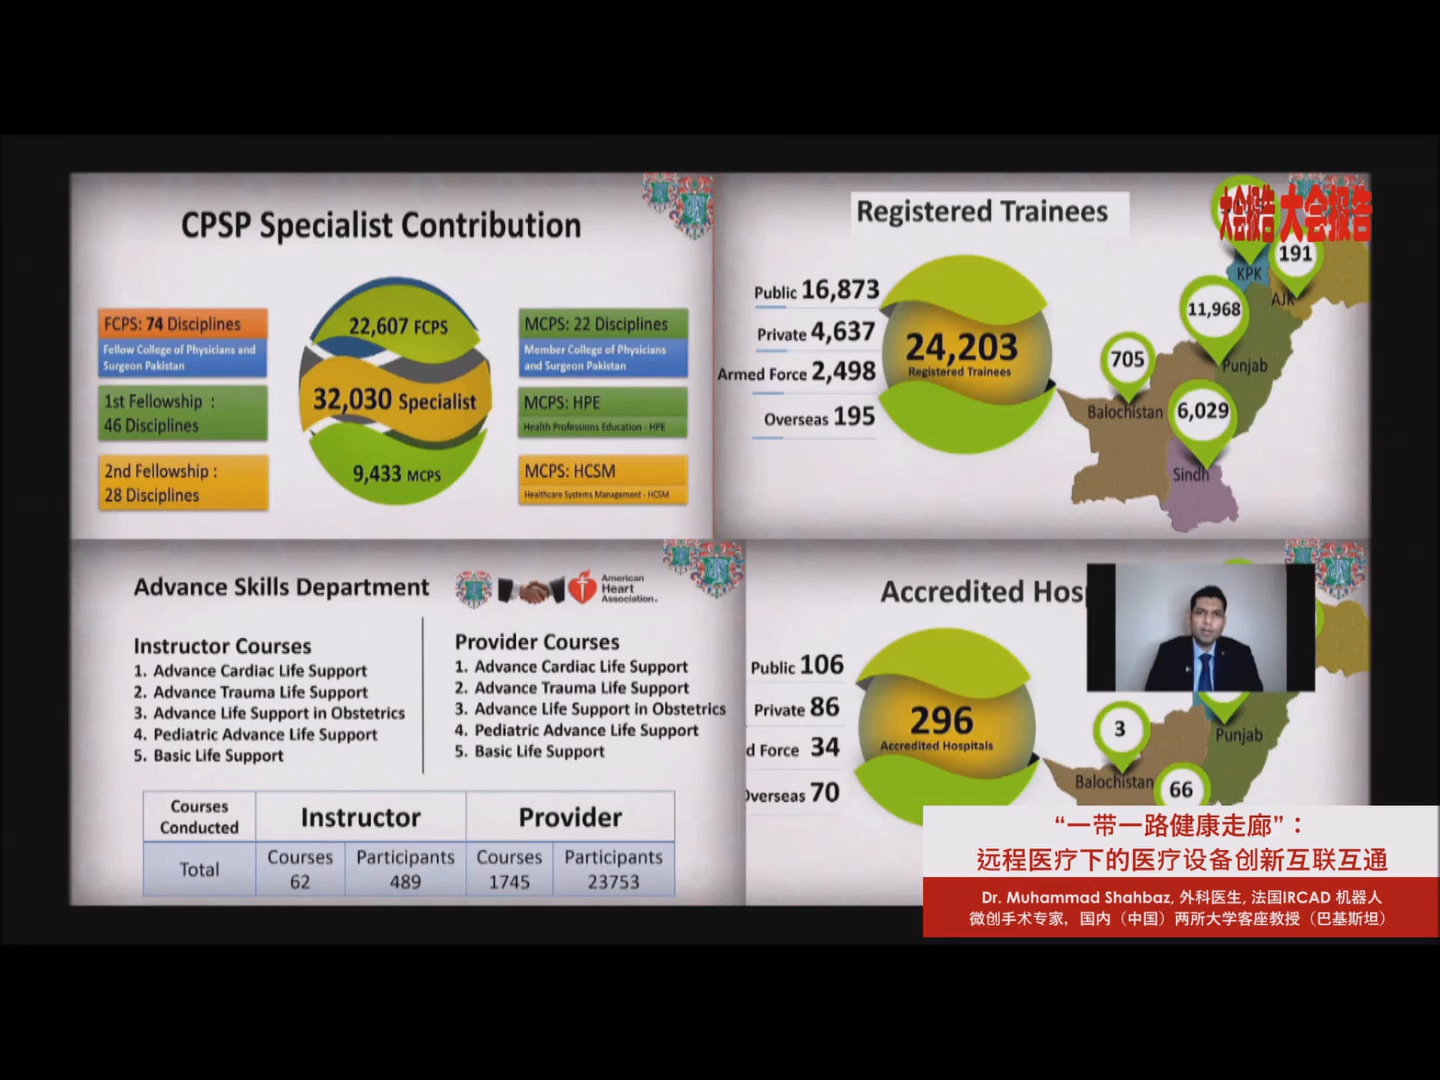 CPSP Specialist Contribution
FCPS: 74 Disciplines
Fellow College of Physicians and
Surgeon Pakistan
1st Fellowship :
46 Disciplines
2nd Fellowship :
28 Disciplines
22,607 FCPS
32,030 Specialist
9,433 MCPS
MCPS: 22 Disciplines
Member College of Physicians
and Surgeon Pakistan
MCPS: HPE
Health Professions Education - HPE
MCPS: HCSM
Healthcare Systems Management - HCSM
Registered Trainees
大会报告 大会报告
Public 16,873
Private 4,637
Armed Force 2,498
Overseas 195
24,203
Registered Trainees
KPK
191
AJK
11,968
Punjab
705
Balochistan
6,029
Sindh
Advance Skills Department
American
Heart
Association.
Instructor Courses
1. Advance Cardiac Life Support
2. Advance Trauma Life Support
3. Advance Life Support in Obstetrics
4. Pediatric Advance Life Support
5. Basic Life Support
Provider Courses
1. Advance Cardiac Life Support
2. Advance Trauma Life Support
3. Advance Life Support in Obstetrics
4. Pediatric Advance Life Support
5. Basic Life Support
Courses Conducted
Instructor
Provider
Total
Courses 62
Participants 489
Courses 1745
Participants 23753
Accredited Hos
Public 106
Private 86
d Force 34
Overseas 70
296
Accredited Hospitals
3
Balochistan
Punjab
66
“一带一路健康走廊”：
远程医疗下的医疗设备创新互联互通
Dr. Muhammad Shahbaz, 外科医生, 法国IRCAD 机器人
微创手术专家，国内（中国）两所大学客座教授（巴基斯坦）